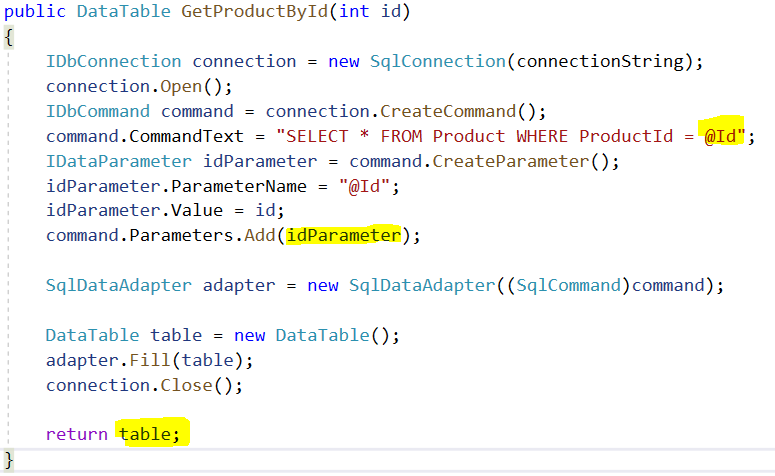 public DataTable GetProductById(int id)
{
IDbConnection connection = new SqlConnection(connectionString);
connection.Open();
IDbCommand command = connection.CreateCommand();
command.CommandText = "SELECT * FROM Product WHERE ProductId = @Id";
IDataParameter idParameter = command.CreateParameter();
idParameter.ParameterName = "@Id";
idParameter.Value = id;
command.Parameters.Add(idParameter);
SqlDataAdapter adapter = new SqlDataAdapter((SqlCommand)command);
DataTable table = new DataTable();
adapter.Fill(table);
connection.Close();
return table;
}